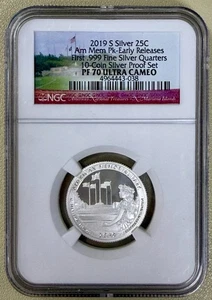 2019 S Silver 25C
Am Mem Pk-Early Releases
First .999 Fine Silver Quarters
10-Coin Silver Proof Set
PF 70 ULTRA CAMEO
4964443-038
NGC